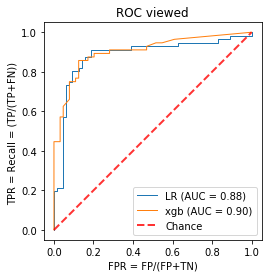 ROC viewed
TPR = Recall = (TP/(TP+FN))
1.0
0.8
0.6
0.4
0.2
0.0
LR (AUC = 0.88)
xgb (AUC = 0.90)
Chance
0.0 0.2 0.4 0.6 0.8 1.0
FPR = FP/(FP+TN)